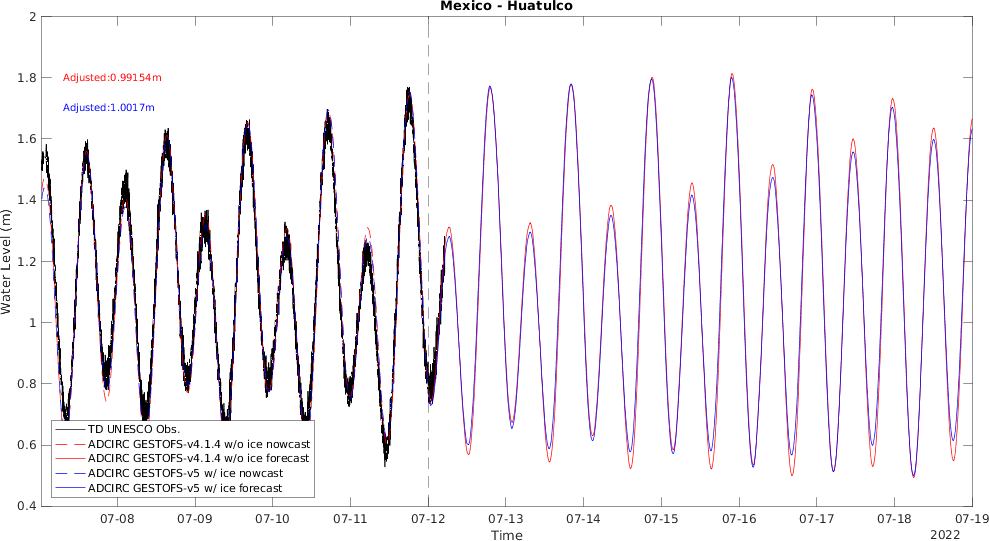 Mexico - Huatulco
2
1.8
1.6
1.4
1.2
1
0.8
0.6
0.4
Water Level (m)
Adjusted:0.99154m
Adjusted:1.0017m
TD UNESCO Obs.
ADCIRC GESTOFS-v4.1.4 w/o ice nowcast
ADCIRC GESTOFS-v4.1.4 w/o ice forecast
ADCIRC GESTOFS-v5 w/ ice nowcast
ADCIRC GESTOFS-v5 w/ ice forecast
07-08 07-09 07-10 07-11 07-12 07-13 07-14 07-15 07-16 07-17 07-18 07-19
Time
2022